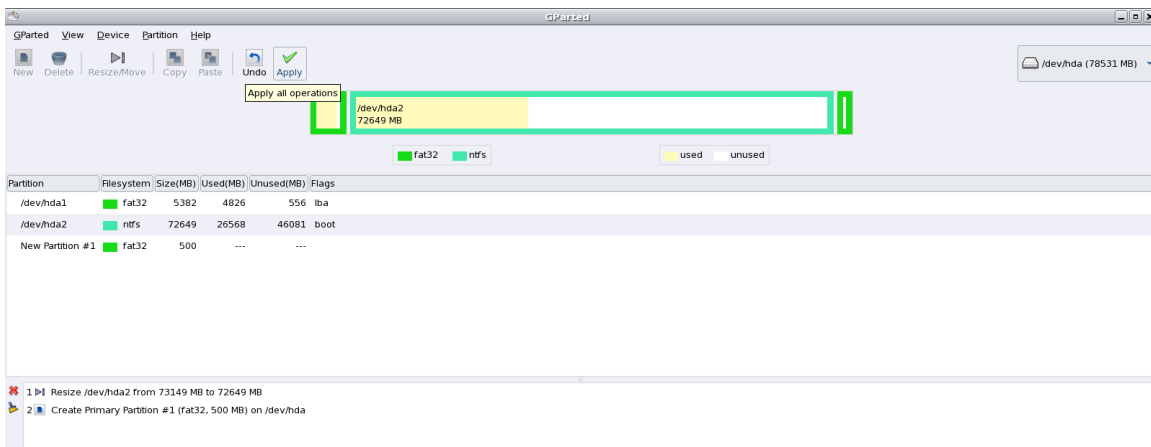 GParted
GParted View Device Partition Help
New Delete Resize/Move Copy Paste Undo Apply
/dev/hda (78531 MB)
Apply all operations
/dev/hda2
72649 MB
fat32 ntfs used unused
Partition Filesystem Size(MB) Used(MB) Unused(MB) Flags
/dev/hda1 fat32 5382 4826 556 lba
/dev/hda2 ntfs 72649 26568 46081 boot
New Partition #1 fat32 500 --- ---
1 Resize /dev/hda2 from 73149 MB to 72649 MB
2 Create Primary Partition #1 (fat32, 500 MB) on /dev/hda